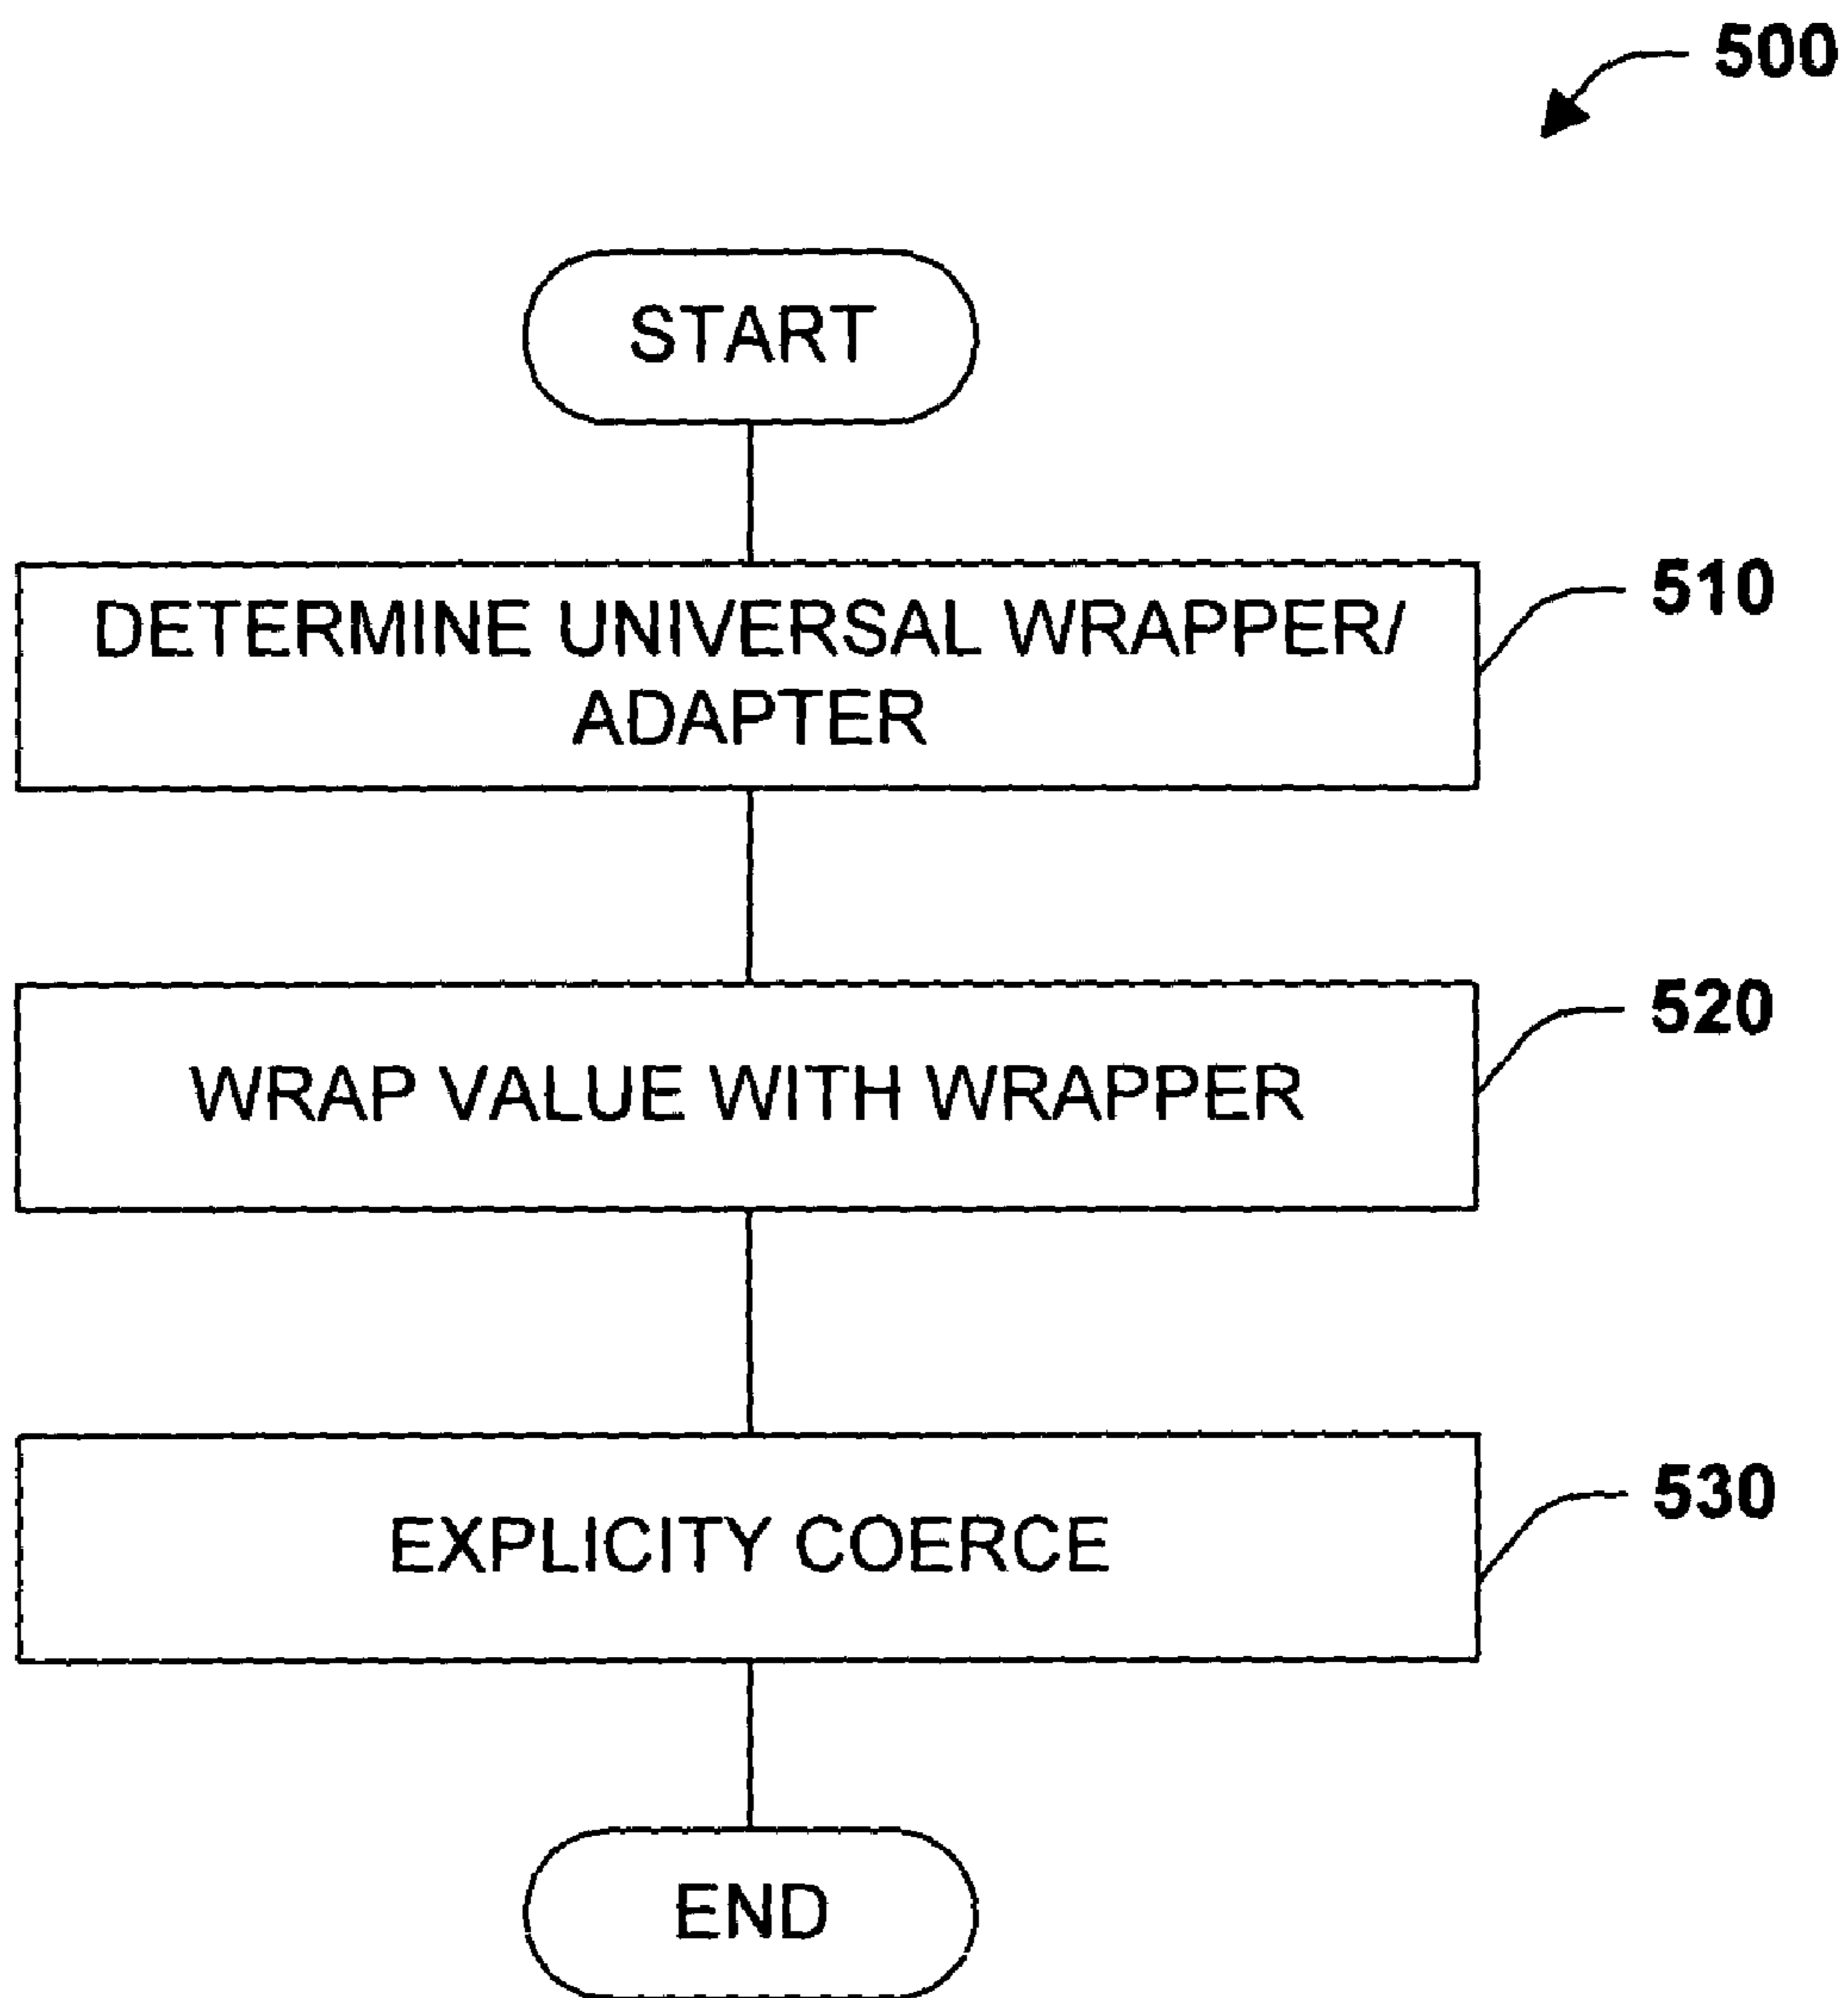 500
START
DETERMINE UNIVERSAL WRAPPER/
ADAPTER
510
WRAP VALUE WITH WRAPPER
520
EXPLICITY COERCE
530
END